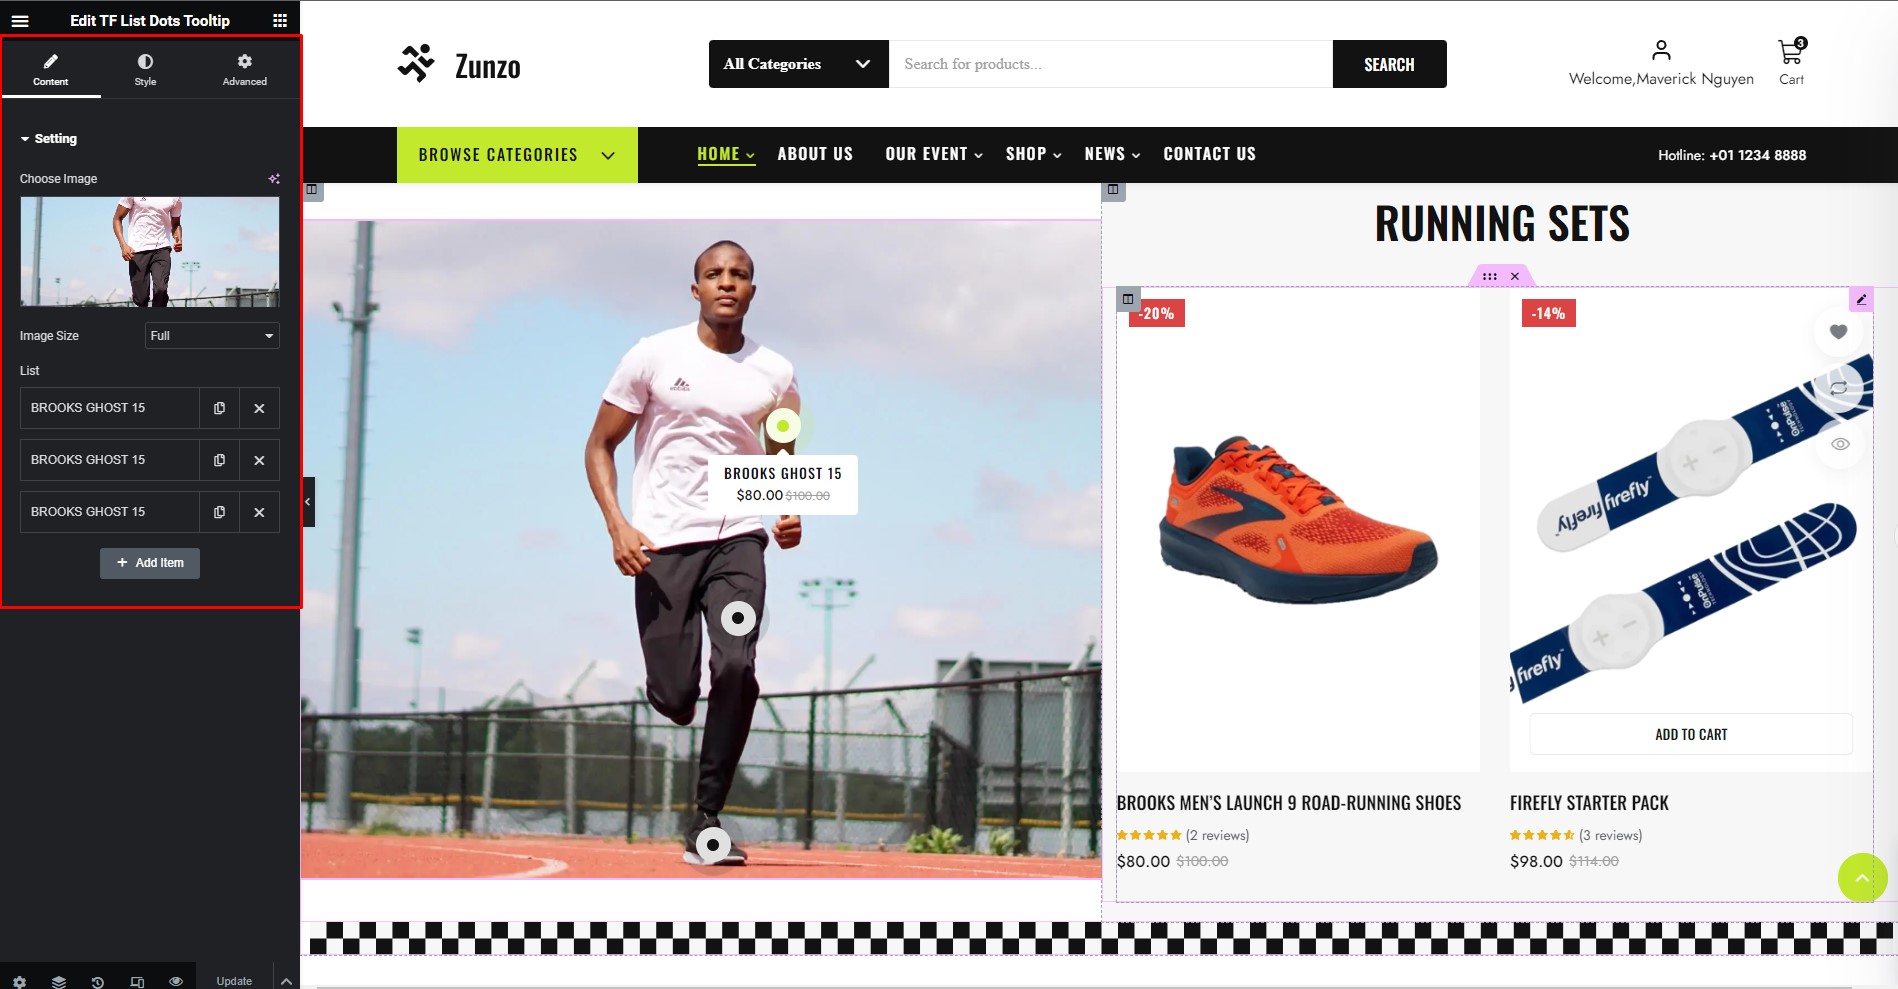 Edit TF List Dots Tooltip
Content
Style
Advanced
Setting
Choose Image
Image Size
Full
List
BROOKS GHOST 15
BROOKS GHOST 15
BROOKS GHOST 15
+ Add Item
Update
Zunzo
All Categories
Search for products...
SEARCH
Welcome,Maverick Nguyen
3
Cart
BROWSE CATEGORIES
HOME
ABOUT US
OUR EVENT
SHOP
NEWS
CONTACT US
Hotline: +01 1234 8888
BROOKS GHOST 15
$80.00 $100.00
RUNNING SETS
-20%
-14%
firefly
firefly
OnPulse
TECHNOLOGY
firefly
OnPulse
TECHNOLOGY
ADD TO CART
BROOKS MEN’S LAUNCH 9 ROAD-RUNNING SHOES
(2 reviews)
$80.00 $100.00
FIREFLY STARTER PACK
(3 reviews)
$98.00 $114.00